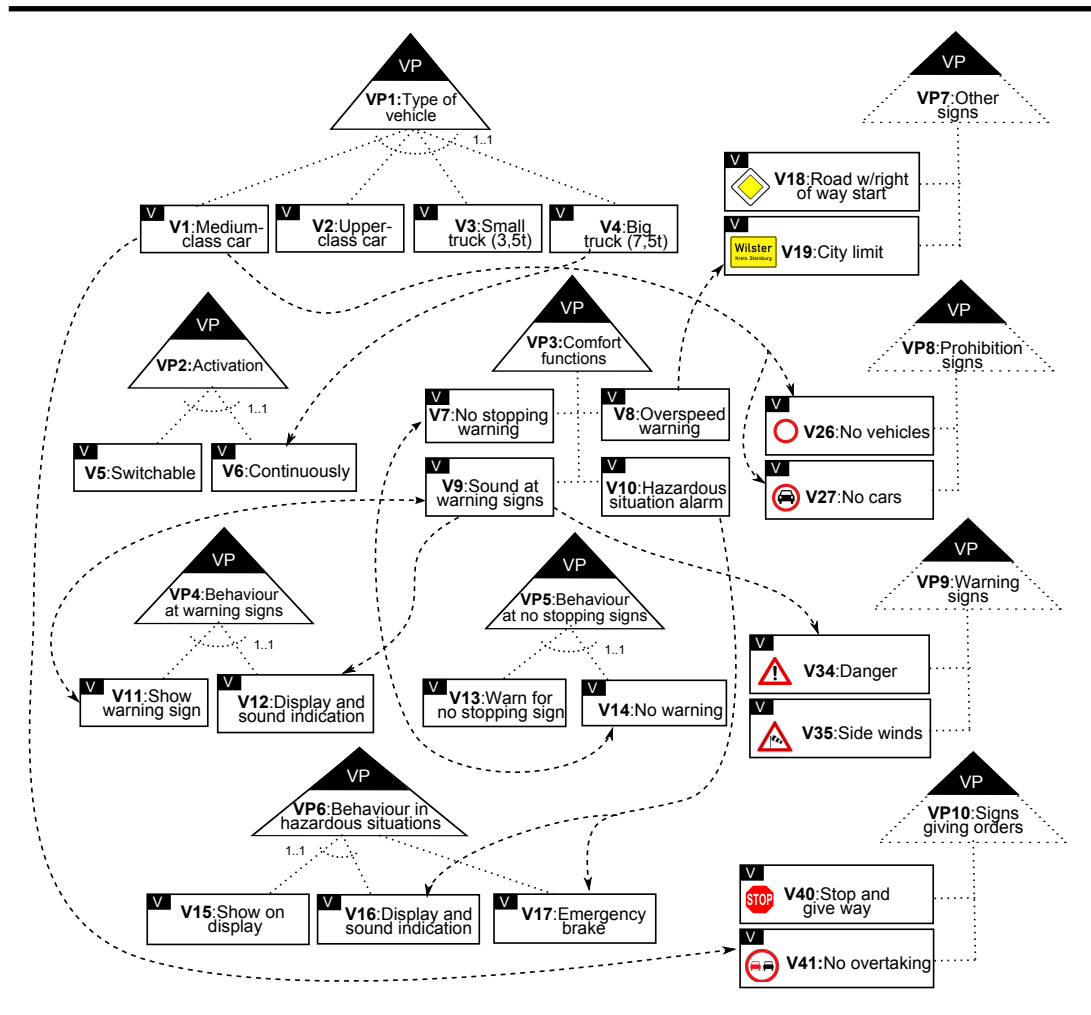 VP
VP1:Type of
vehicle
1..1
V
V1:Medium-
class car
V
V2:Upper-
class car
V
V3:Small
truck (3,5t)
V
V4:Big
truck (7,5t)
VP
VP7:Other
signs
V
V18:Road w/right
of way start
V
Wilster
Kreis Steinburg
V19:City limit
VP
VP2:Activation
1..1
V
V5:Switchable
V
V6:Continuously
VP
VP3:Comfort
functions
V
V7:No stopping
warning
V
V8:Overspeed
warning
V
V9:Sound at
warning signs
V
V10:Hazardous
situation alarm
VP
VP8:Prohibition
signs
V
V26:No vehicles
V
V27:No cars
VP
VP4:Behaviour
at warning signs
1..1
V
V11:Show
warning sign
V
V12:Display and
sound indication
VP
VP5:Behaviour
at no stopping signs
1..1
V
V13:Warn for
no stopping sign
V
V14:No warning
VP
VP9:Warning
signs
V
V34:Danger
V
V35:Side winds
VP
VP6:Behaviour in
hazardous situations
1..1
V
V15:Show on
display
V
V16:Display and
sound indication
V
V17:Emergency
brake
VP
VP10:Signs
giving orders
V
STOP
V40:Stop and
give way
V
V41:No overtaking